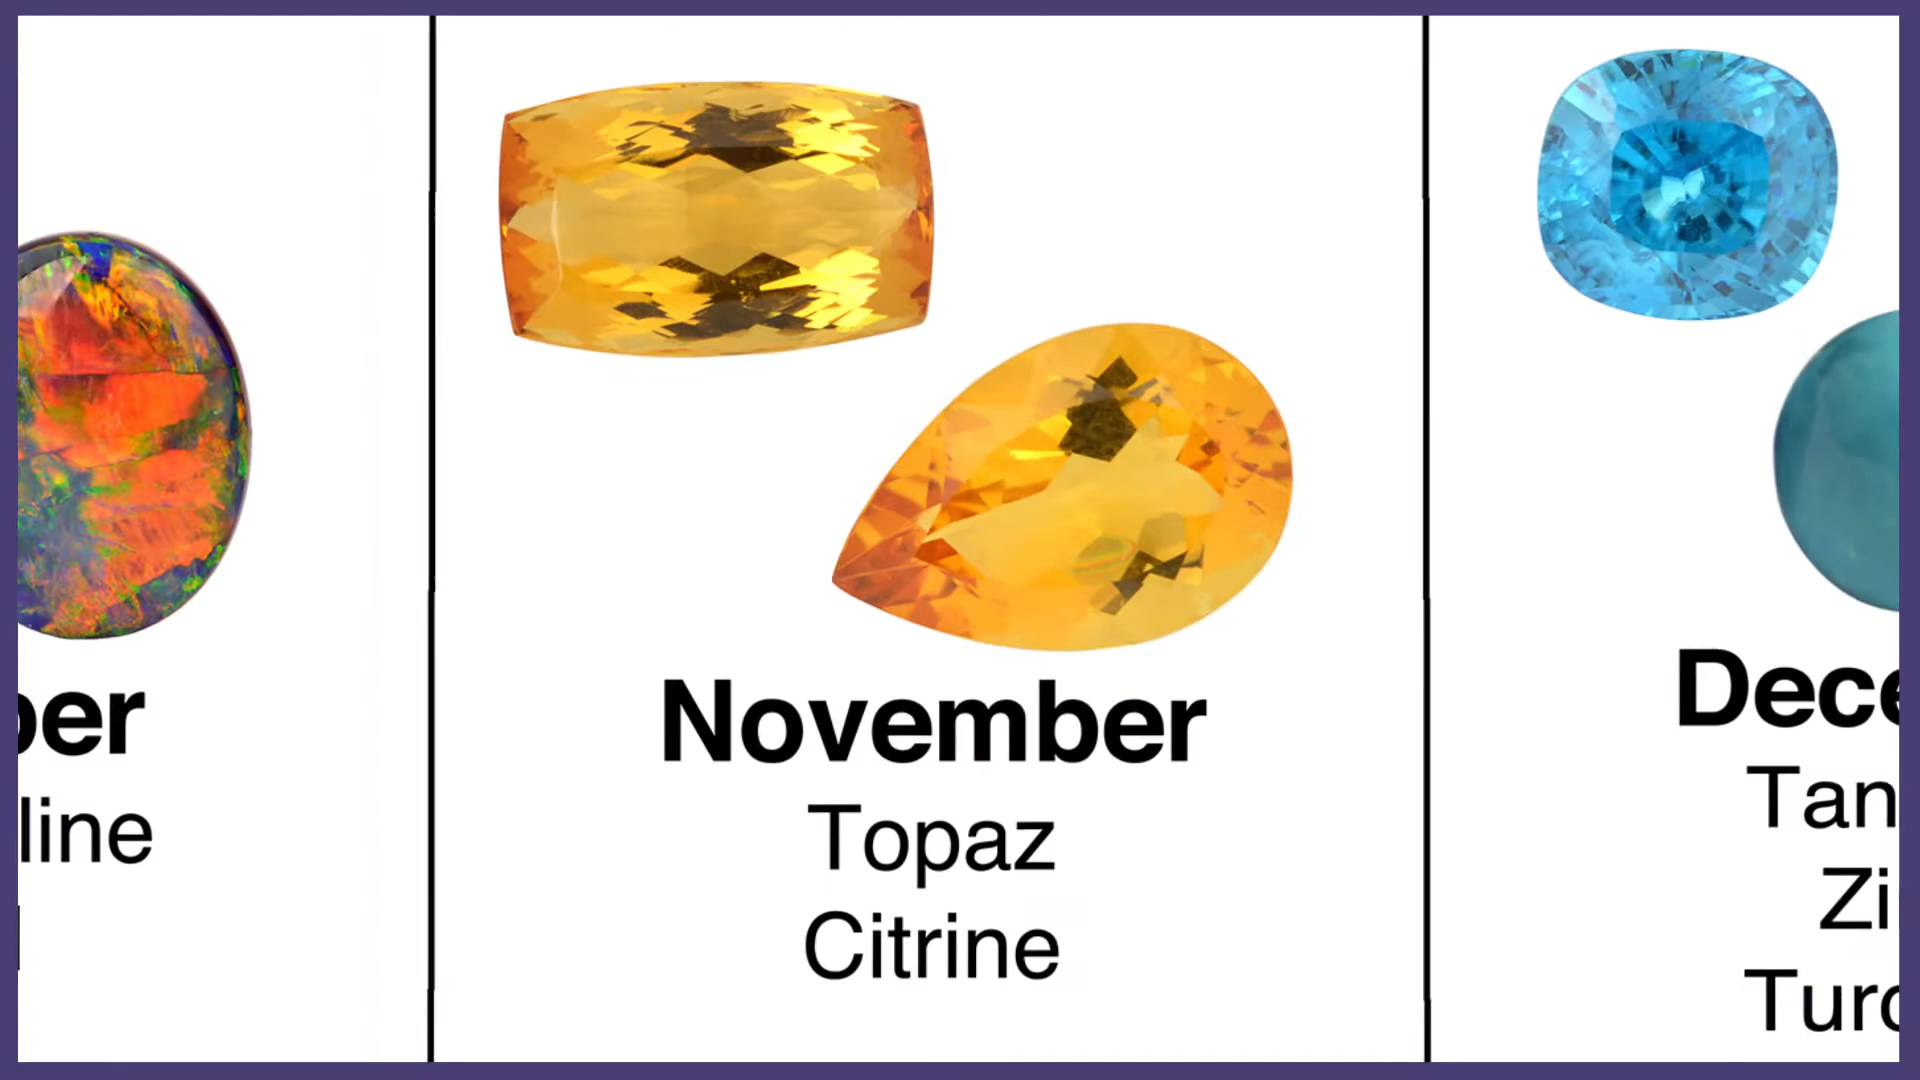 ber
line
November
Topaz
Citrine
Dece
Tan
Zi
Turq